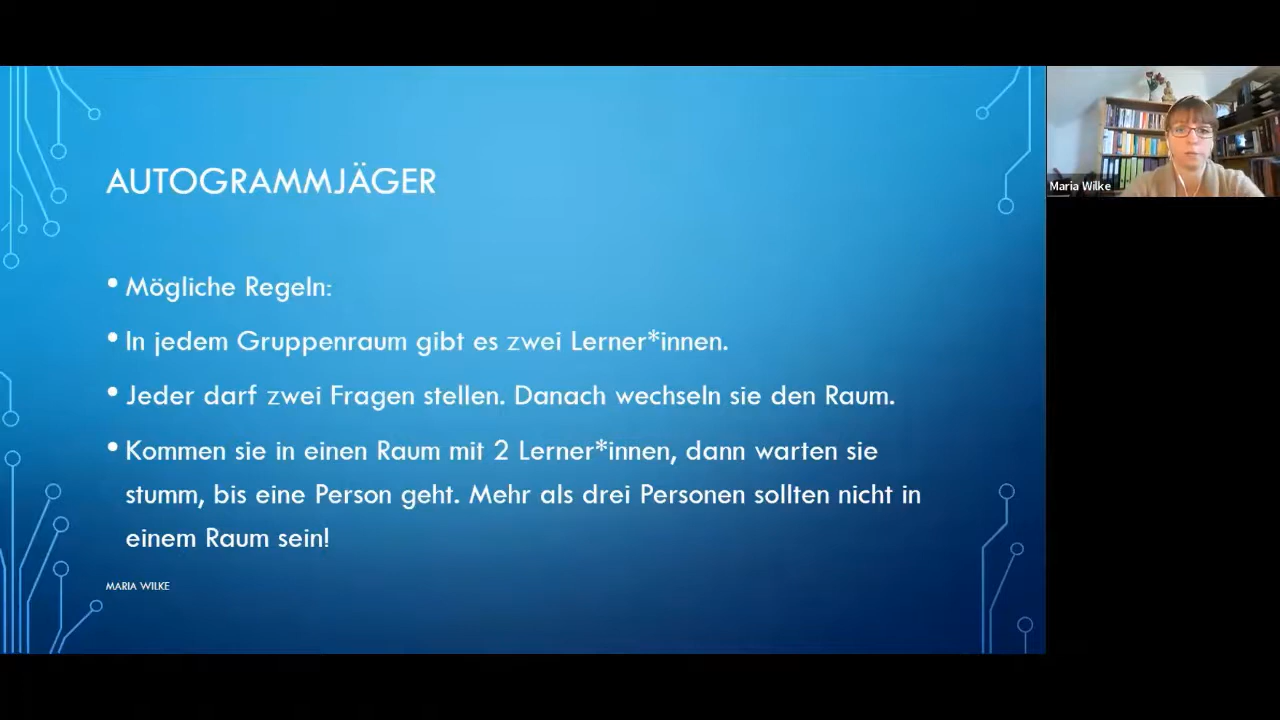 AUTOGRAMMJÄGER
• Mögliche Regeln:
• In jedem Gruppenraum gibt es zwei Lerner*innen.
• Jeder darf zwei Fragen stellen. Danach wechseln sie den Raum.
• Kommen sie in einen Raum mit 2 Lerner*innen, dann warten sie
stumm, bis eine Person geht. Mehr als drei Personen sollten nicht in
einem Raum sein!
MARIA WILKE
Maria Wilke